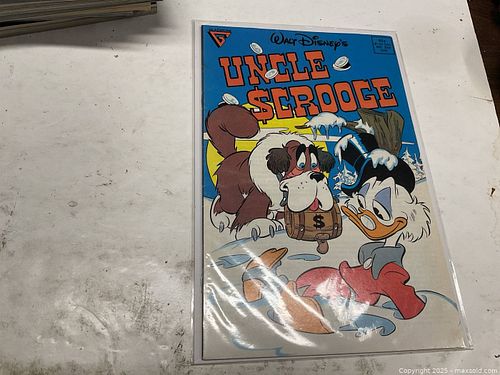 Walt Disney's
UNCLE
$CROOGE
$
Copyright 2025 - maxsold.com